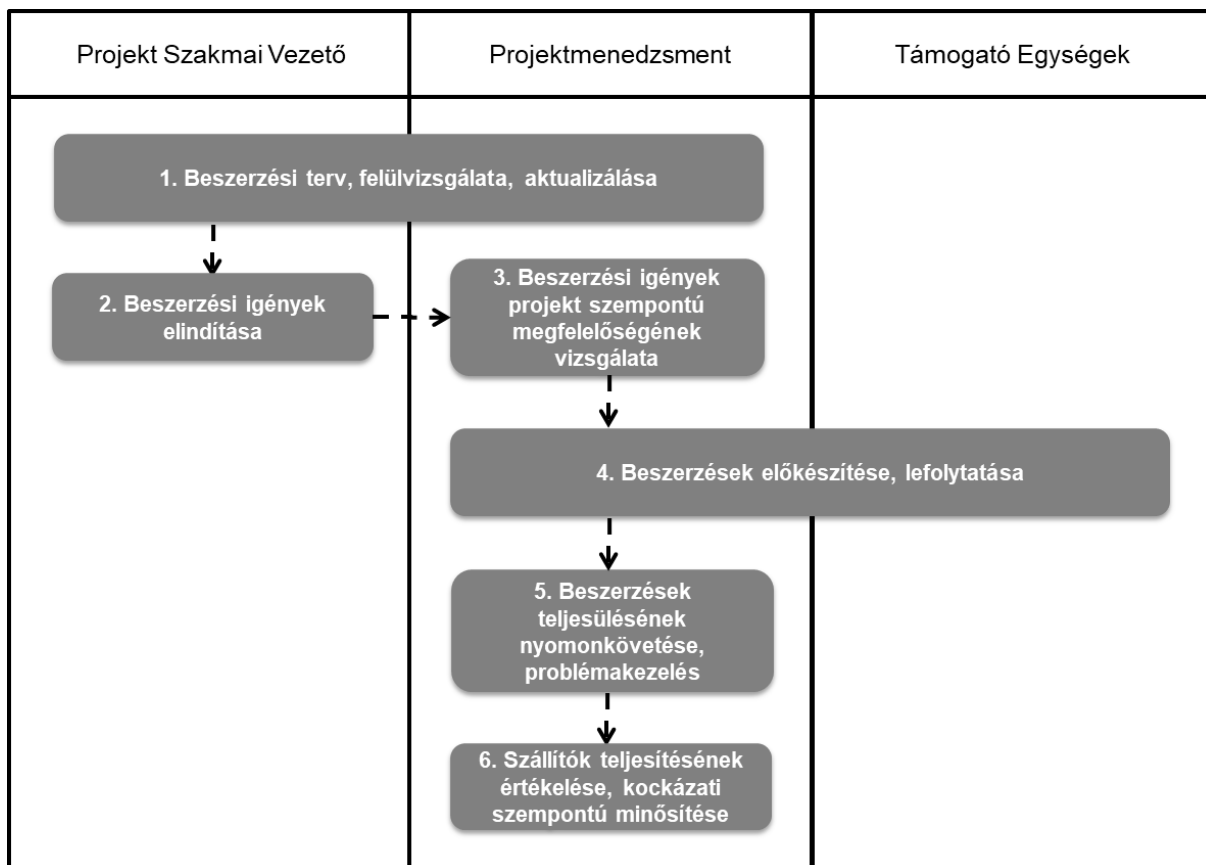 Projekt Szakmai Vezető
Projektmenedzsment
Támogató Egységek
1. Beszerzési terv, felülvizsgálata, aktualizálása
2. Beszerzési igények
elindítása
3. Beszerzési igények
projekt szempontú
megfelelőségének
vizsgálata
4. Beszerzések előkészítése, lefolytatása
5. Beszerzések
teljesülésének
nyomonkövetése,
problémakezelés
6. Szállítók teljesítésének
értékelése, kockázati
szempontú minősítése